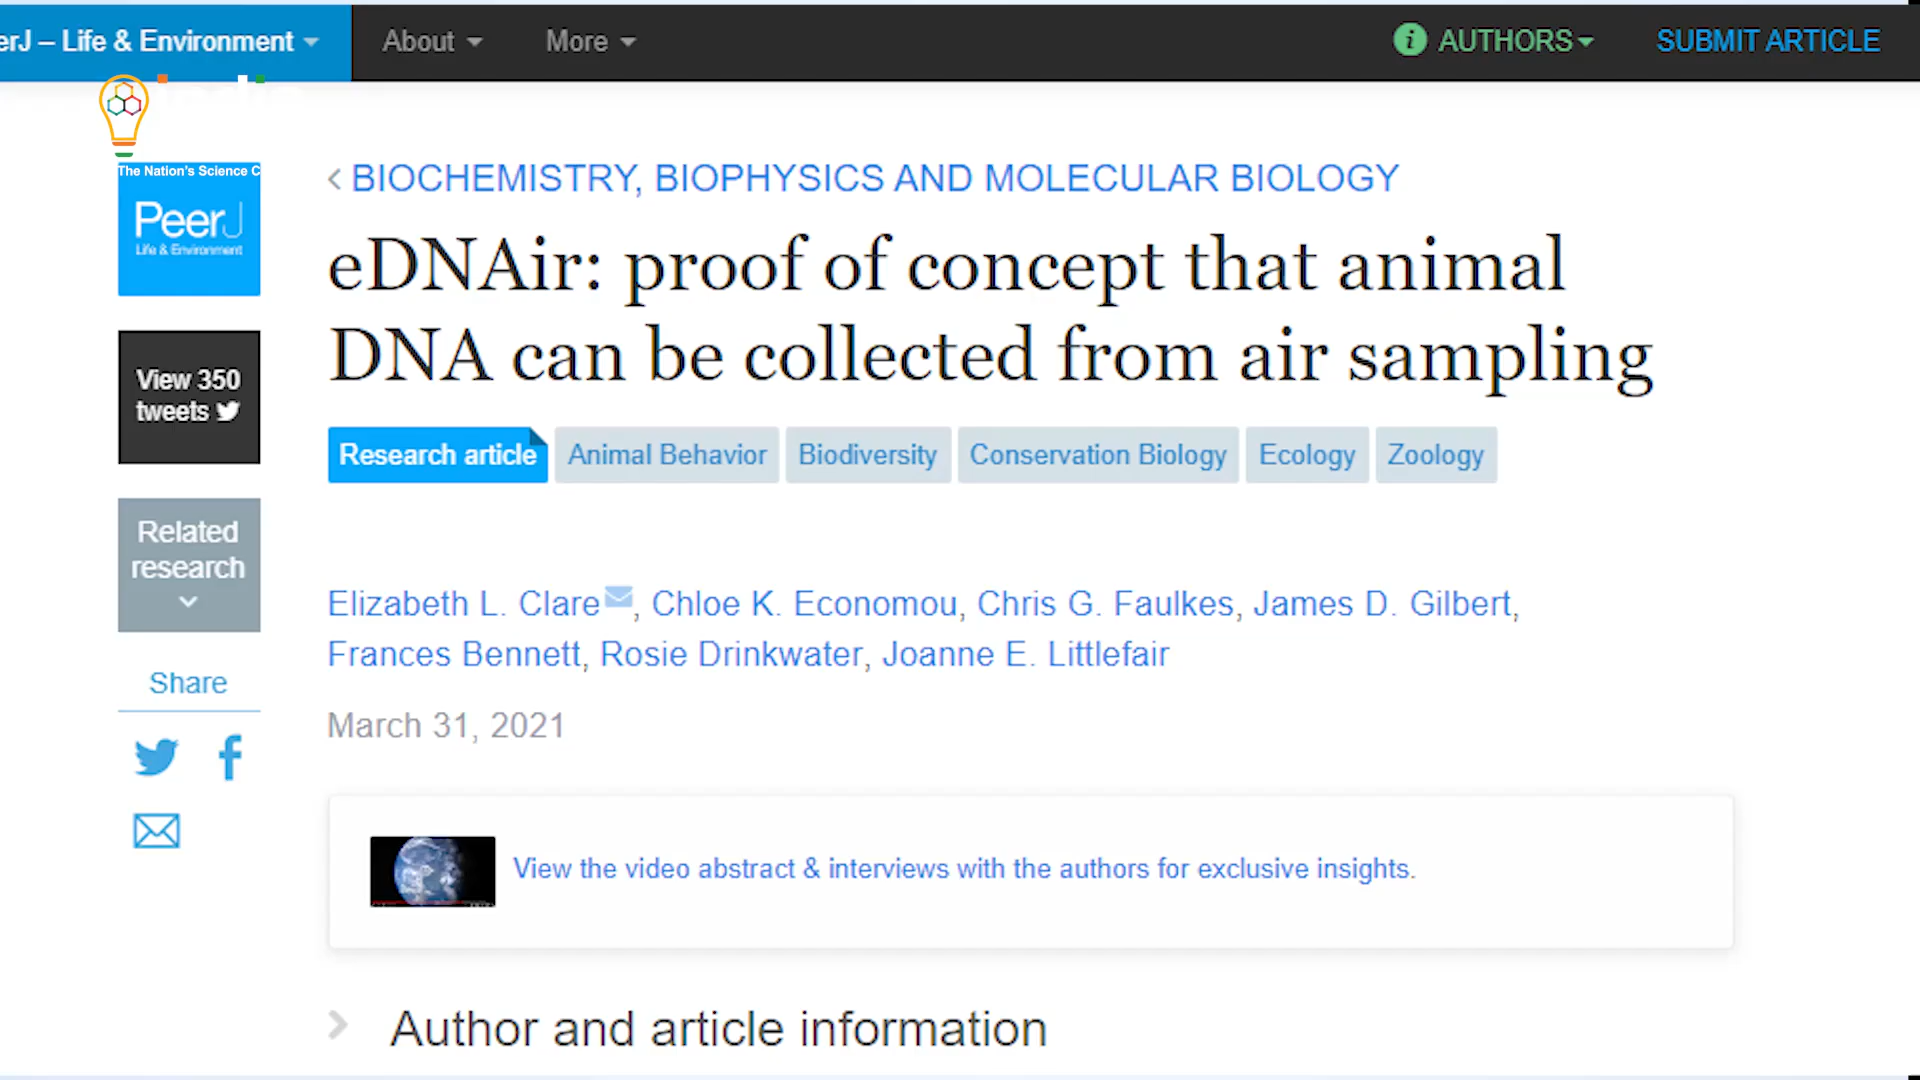 erJ – Life & Environment
About
More
AUTHORS
SUBMIT ARTICLE
The Nation's Science C
PeerJ
Life & Environment
BIOCHEMISTRY, BIOPHYSICS AND MOLECULAR BIOLOGY
eDNAir: proof of concept that animal
DNA can be collected from air sampling
View 350
tweets
Research article
Animal Behavior
Biodiversity
Conservation Biology
Ecology
Zoology
Related
research
Elizabeth L. Clare, Chloe K. Economou, Chris G. Faulkes, James D. Gilbert,
Frances Bennett, Rosie Drinkwater, Joanne E. Littlefair
Share
March 31, 2021
View the video abstract & interviews with the authors for exclusive insights.
Author and article information